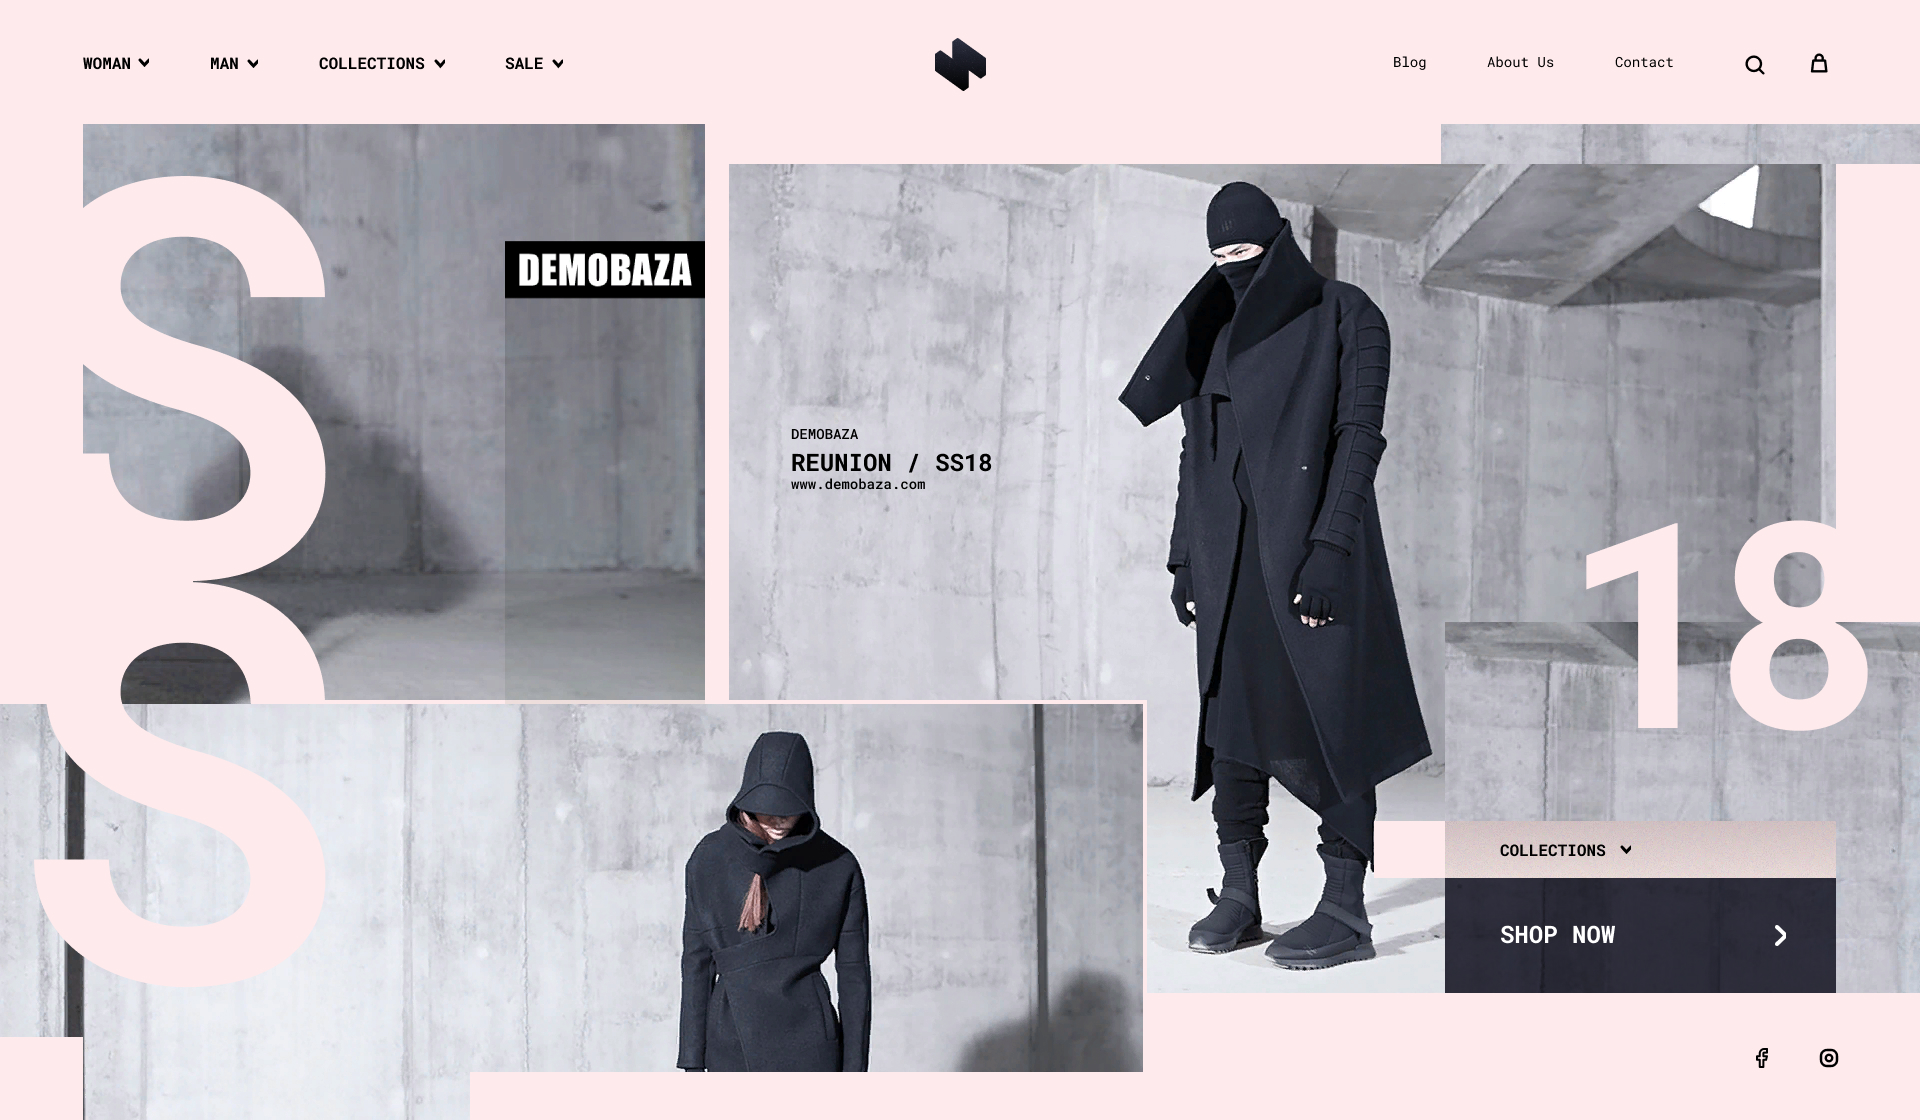 WOMAN
MAN
COLLECTIONS
SALE
Blog
About Us
Contact
S
S
DEMOBAZA
DEMOBAZA
REUNION / SS18
www.demobaza.com
18
COLLECTIONS
SHOP NOW